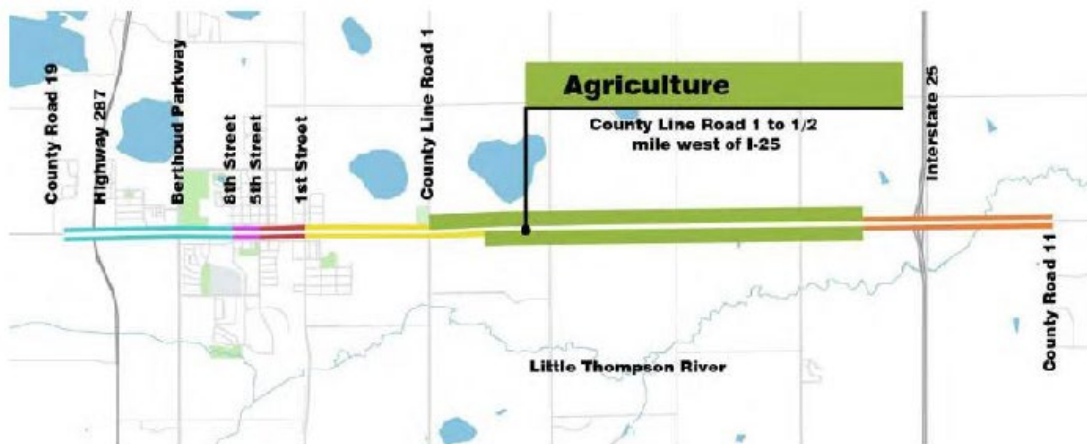 County Road 19
Highway 287
Berthoud Parkway
8th Street
5th Street
1st Street
County Line Road 1
Agriculture
County Line Road 1 to 1/2
mile west of I-25
Interstate 25
County Road 11
Little Thompson River